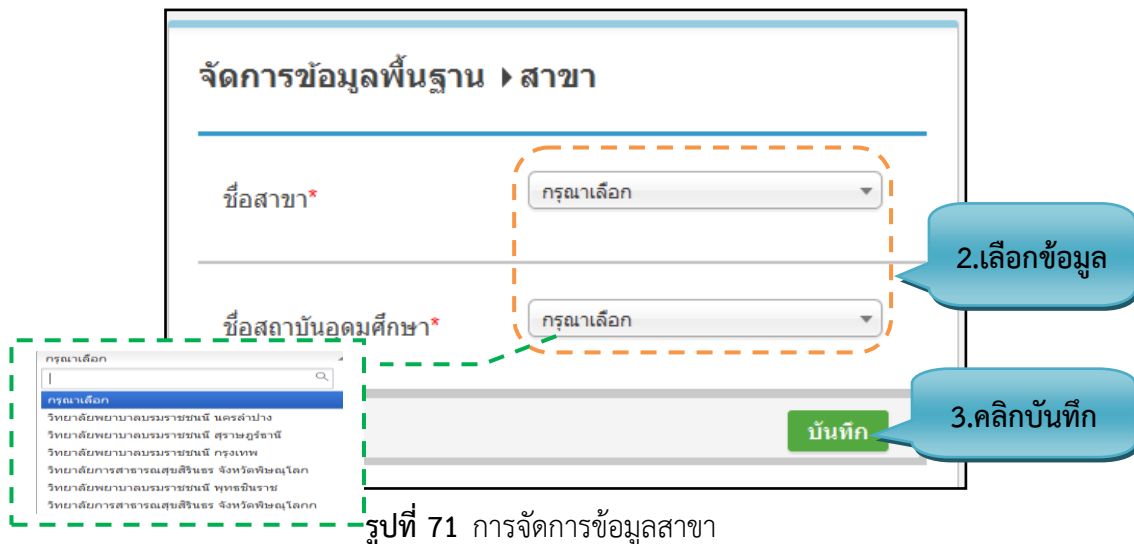 จัดการข้อมูลพื้นฐาน ▸ สาขา
ชื่อสาขา*
กรุณาเลือก
2.เลือกข้อมูล
ชื่อสถาบันอุดมศึกษา*
กรุณาเลือก
กรุณาเลือก
กรุณาเลือก
วิทยาลัยพยาบาลบรมราชชนนี นครลำปาง
วิทยาลัยพยาบาลบรมราชชนนี สุราษฎร์ธานี
วิทยาลัยพยาบาลบรมราชชนนี กรุงเทพ
วิทยาลัยการสาธารณสุขสิรินธร จังหวัดพิษณุโลก
วิทยาลัยพยาบาลบรมราชชนนี พุทธชินราช
วิทยาลัยการสาธารณสุขสิรินธร จังหวัดพิษณุโลกก
บันทึก
3.คลิกบันทึก
รูปที่ 71 การจัดการข้อมูลสาขา